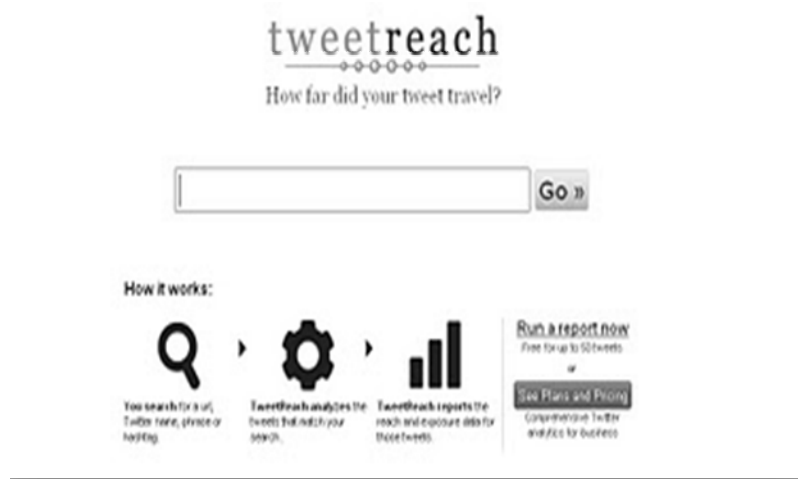 tweetreach
How far did your tweet travel?
Go »
How it works:
You search for a url,
Twitter name, phrase or
hashtag.
TweetReach analyzes the
tweets that match your
search.
TweetReach reports the
reach and exposure data for
those tweets.
Run a report now
Free for up to 50 tweets
or
See Plans and Pricing
Comprehensive Twitter
analytics for business